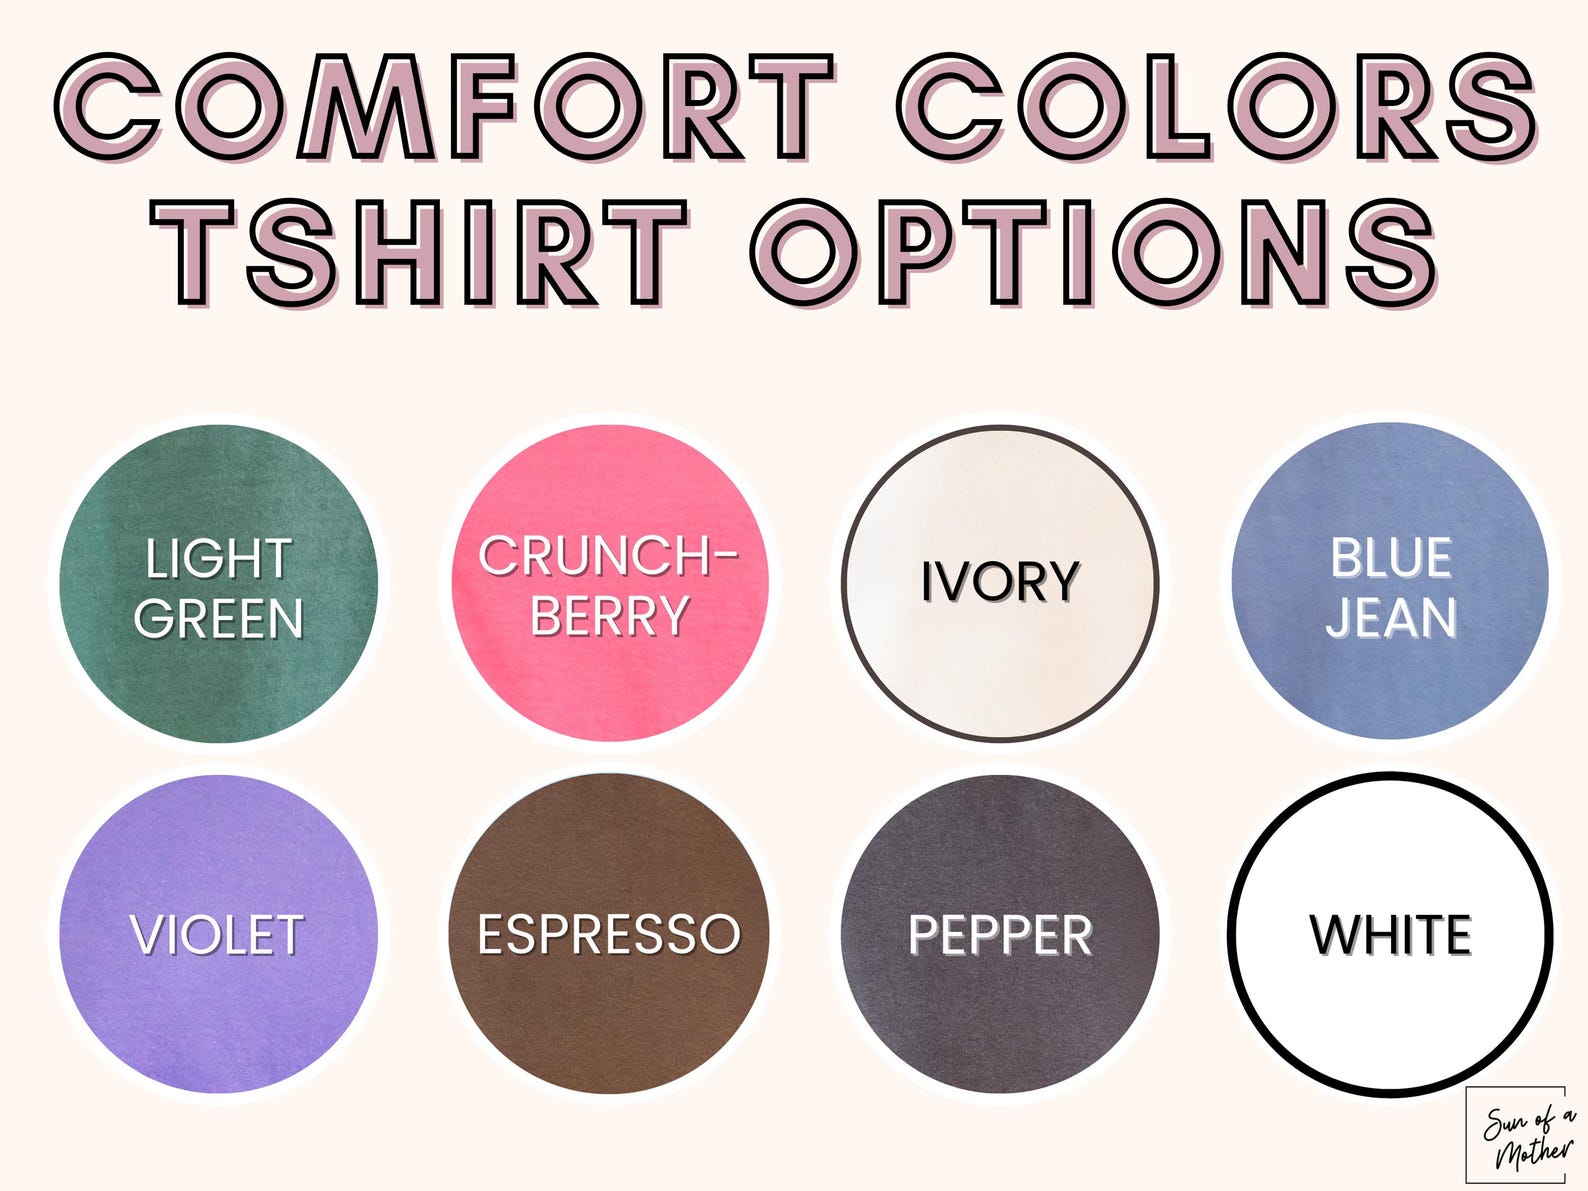 COMFORT COLORS
TSHIRT OPTIONS
LIGHT
GREEN
CRUNCH-
BERRY
IVORY
BLUE
JEAN
VIOLET
ESPRESSO
PEPPER
WHITE
Sun of a
Mother